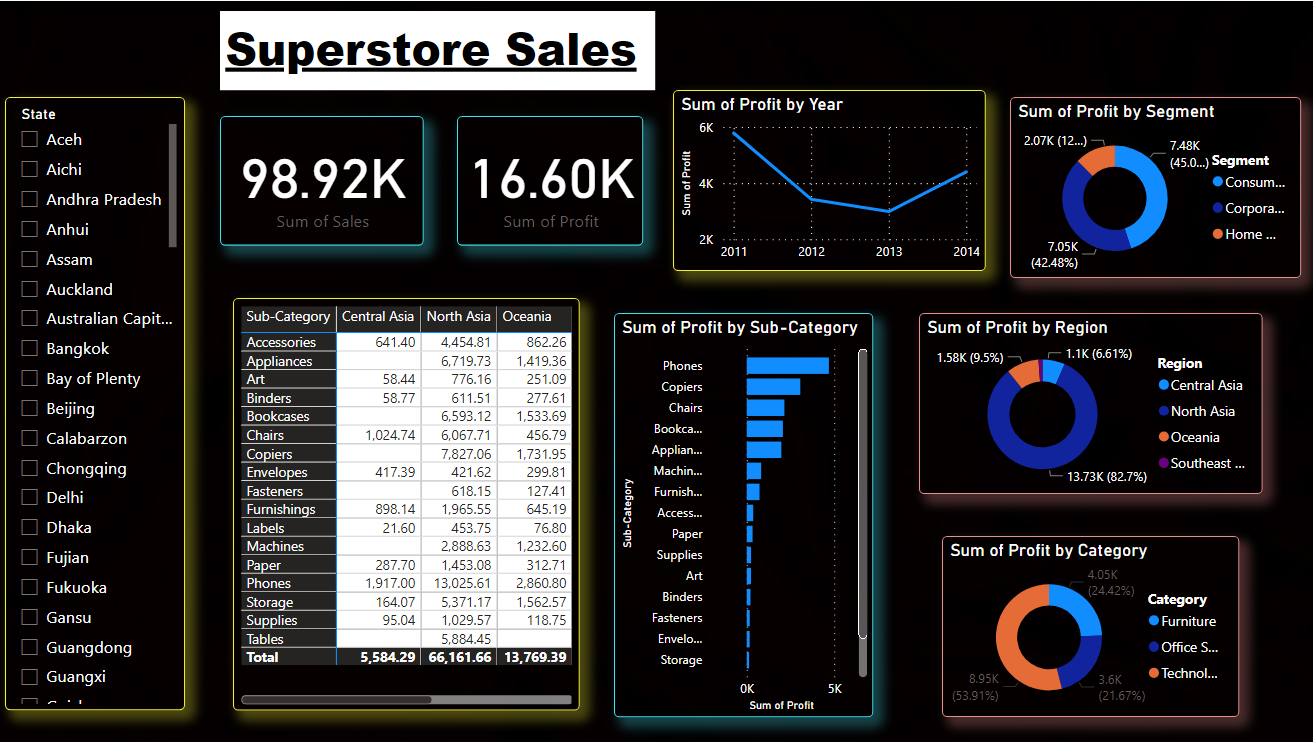 Superstore Sales
State
Aceh
Aichi
Andhra Pradesh
Anhui
Assam
Auckland
Australian Capit...
Bangkok
Bay of Plenty
Beijing
Calabarzon
Chongqing
Delhi
Dhaka
Fujian
Fukuoka
Gansu
Guangdong
Guangxi
98.92K
Sum of Sales
16.60K
Sum of Profit
Sum of Profit by Year
Sum of Profit
6K
4K
2K
2011 2012 2013 2014
Sum of Profit by Segment
2.07K (12...)
7.48K
(45.0...)
7.05K
(42.48%)
Segment
Consum...
Corpora...
Home ...
Sub-Category Central Asia North Asia Oceania
Accessories 641.40 4,454.81 862.26
Appliances 6,719.73 1,419.36
Art 58.44 776.16 251.09
Binders 58.77 611.51 277.61
Bookcases 6,593.12 1,533.69
Chairs 1,024.74 6,067.71 456.79
Copiers 7,827.06 1,731.95
Envelopes 417.39 421.62 299.81
Fasteners 618.15 127.41
Furnishings 898.14 1,965.55 645.19
Labels 21.60 453.75 76.80
Machines 2,888.63 1,232.60
Paper 287.70 1,453.08 312.71
Phones 1,917.00 13,025.61 2,860.80
Storage 164.07 5,371.17 1,562.57
Supplies 95.04 1,029.57 118.75
Tables 5,884.45
Total 5,584.29 66,161.66 13,769.39
Sum of Profit by Sub-Category
Sub-Category
Phones
Copiers
Chairs
Bookca...
Applian...
Machin...
Furnish...
Access...
Paper
Supplies
Art
Binders
Fasteners
Envelo...
Storage
0K 5K
Sum of Profit
Sum of Profit by Region
1.58K (9.5%)
1.1K (6.61%)
13.73K (82.7%)
Region
Central Asia
North Asia
Oceania
Southeast ...
Sum of Profit by Category
4.05K
(24.42%)
8.95K
(53.91%)
3.6K
(21.67%)
Category
Furniture
Office S...
Technol...